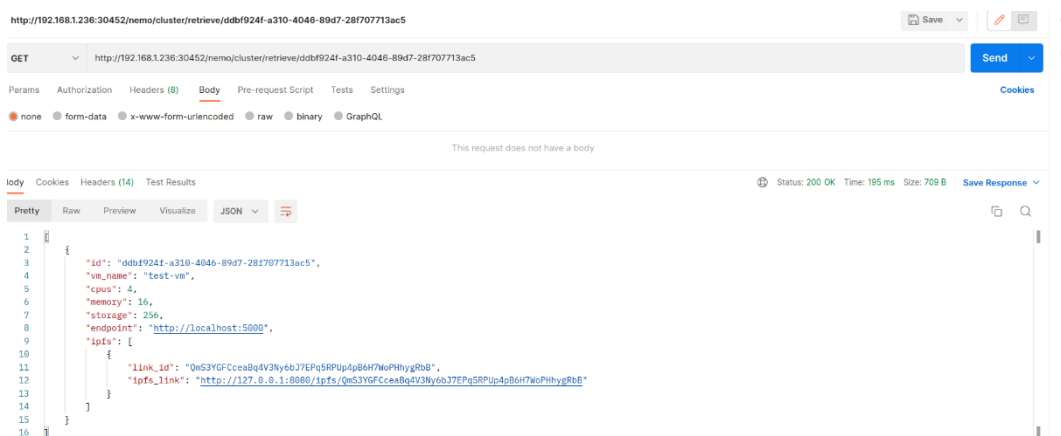 http://192.168.1.236:30452/nemo/cluster/retrieve/ddbf924f-a310-4046-89d7-28f707713ac5
Save
GET http://192.168.1.236:30452/nemo/cluster/retrieve/ddbf924f-a310-4046-89d7-28f707713ac5 Send
Params Authorization Headers (8) Body Pre-request Script Tests Settings Cookies
none form-data x-www-form-urlencoded raw binary GraphQL
This request does not have a body
lody Cookies Headers (14) Test Results Status: 200 OK Time: 195 ms Size: 709 B Save Response
Pretty Raw Preview Visualize JSON
1 [
2 {
3 "id": "ddbf924f-a310-4046-89d7-28f707713ac5",
4 "vm_name": "test-vm",
5 "cpus": 4,
6 "memory": 16,
7 "storage": 256,
8 "endpoint": "http://localhost:5000",
9 "ipfs": [
10 {
11 "link_id": "QmS3YGFCceaBq4V3Ny6bJ7EPq5RPUp4pB6H7WoPHhygRbB",
12 "ipfs_link": "http://127.0.0.1:8080/ipfs/QmS3YGFCceaBq4V3Ny6bJ7EPq5RPUp4pB6H7WoPHhygRbB"
13 }
14 ]
15 }
16 ]